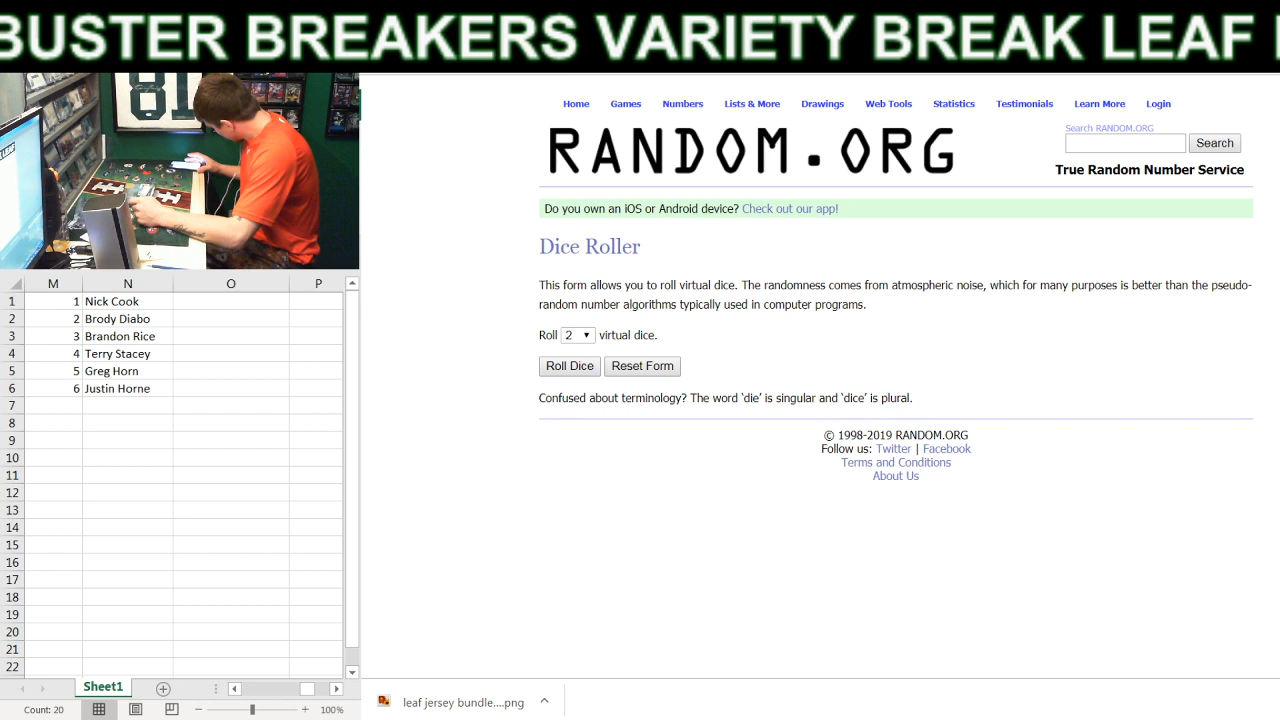 BUSTER BREAKERS VARIETY BREAK LEAF
81
Home Games Numbers Lists & More Drawings Web Tools Statistics Testimonials Learn More Login
RANDOM.ORG
Search RANDOM.ORG
Search
True Random Number Service
Do you own an iOS or Android device? Check out our app!
Dice Roller
This form allows you to roll virtual dice. The randomness comes from atmospheric noise, which for many purposes is better than the pseudo-
random number algorithms typically used in computer programs.
Roll 2 virtual dice.
Roll Dice Reset Form
Confused about terminology? The word ‘die’ is singular and ‘dice’ is plural.
© 1998-2019 RANDOM.ORG
Follow us: Twitter | Facebook
Terms and Conditions
About Us
M N O P
1 1 Nick Cook
2 2 Brody Diabo
3 3 Brandon Rice
4 4 Terry Stacey
5 5 Greg Horn
6 6 Justin Horne
7
8
9
10
11
12
13
14
15
16
17
18
19
20
21
22
Sheet1
Count: 20 100%
leaf jersey bundle....png